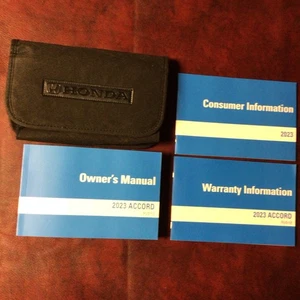 HONDA
Consumer Information
2023
Owner's Manual
2023 ACCORD
Warranty Information
2023 ACCORD